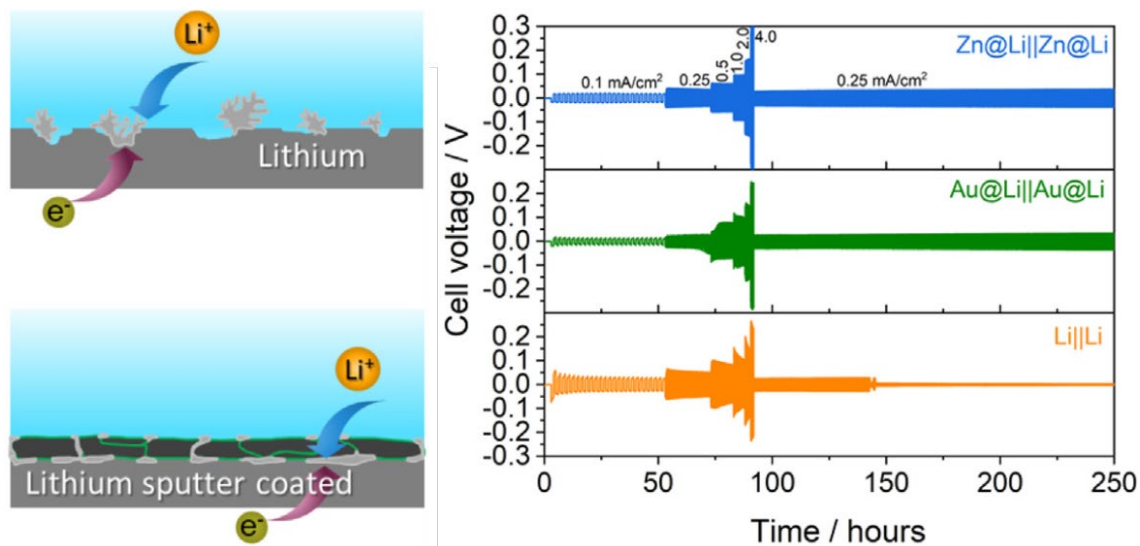 Li⁺
Lithium
e⁻
Li⁺
Lithium sputter coated
e⁻
Cell voltage / V
0.3
0.2
0.1
0.0
-0.1
-0.2
0.1 mA/cm²
0.25
0.5
1.0
2.0
4.0
0.25 mA/cm²
Zn@Li||Zn@Li
0.2
0.1
0.0
-0.1
-0.2
Au@Li||Au@Li
0.2
0.1
0.0
-0.1
-0.2
-0.3
Li||Li
0 50 100 150 200 250
Time / hours